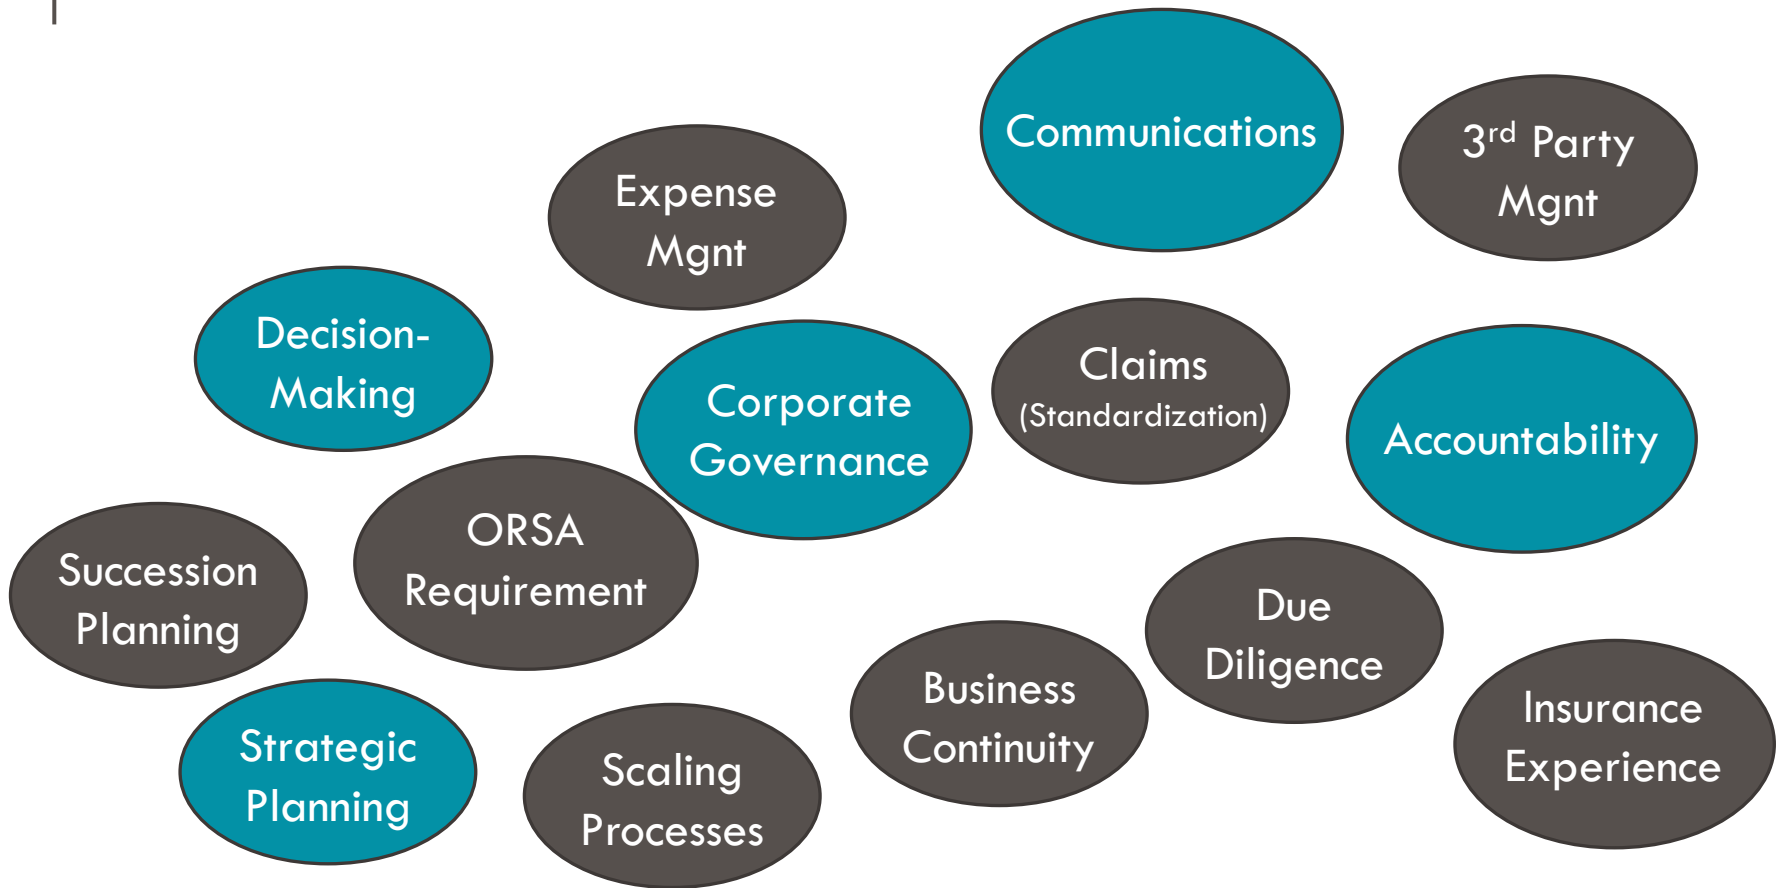 Communications
3rd Party
Mgnt
Expense
Mgnt
Decision-
Making
Corporate
Governance
Claims
(Standardization)
Accountability
ORSA
Requirement
Succession
Planning
Due
Diligence
Business
Continuity
Insurance
Experience
Strategic
Planning
Scaling
Processes